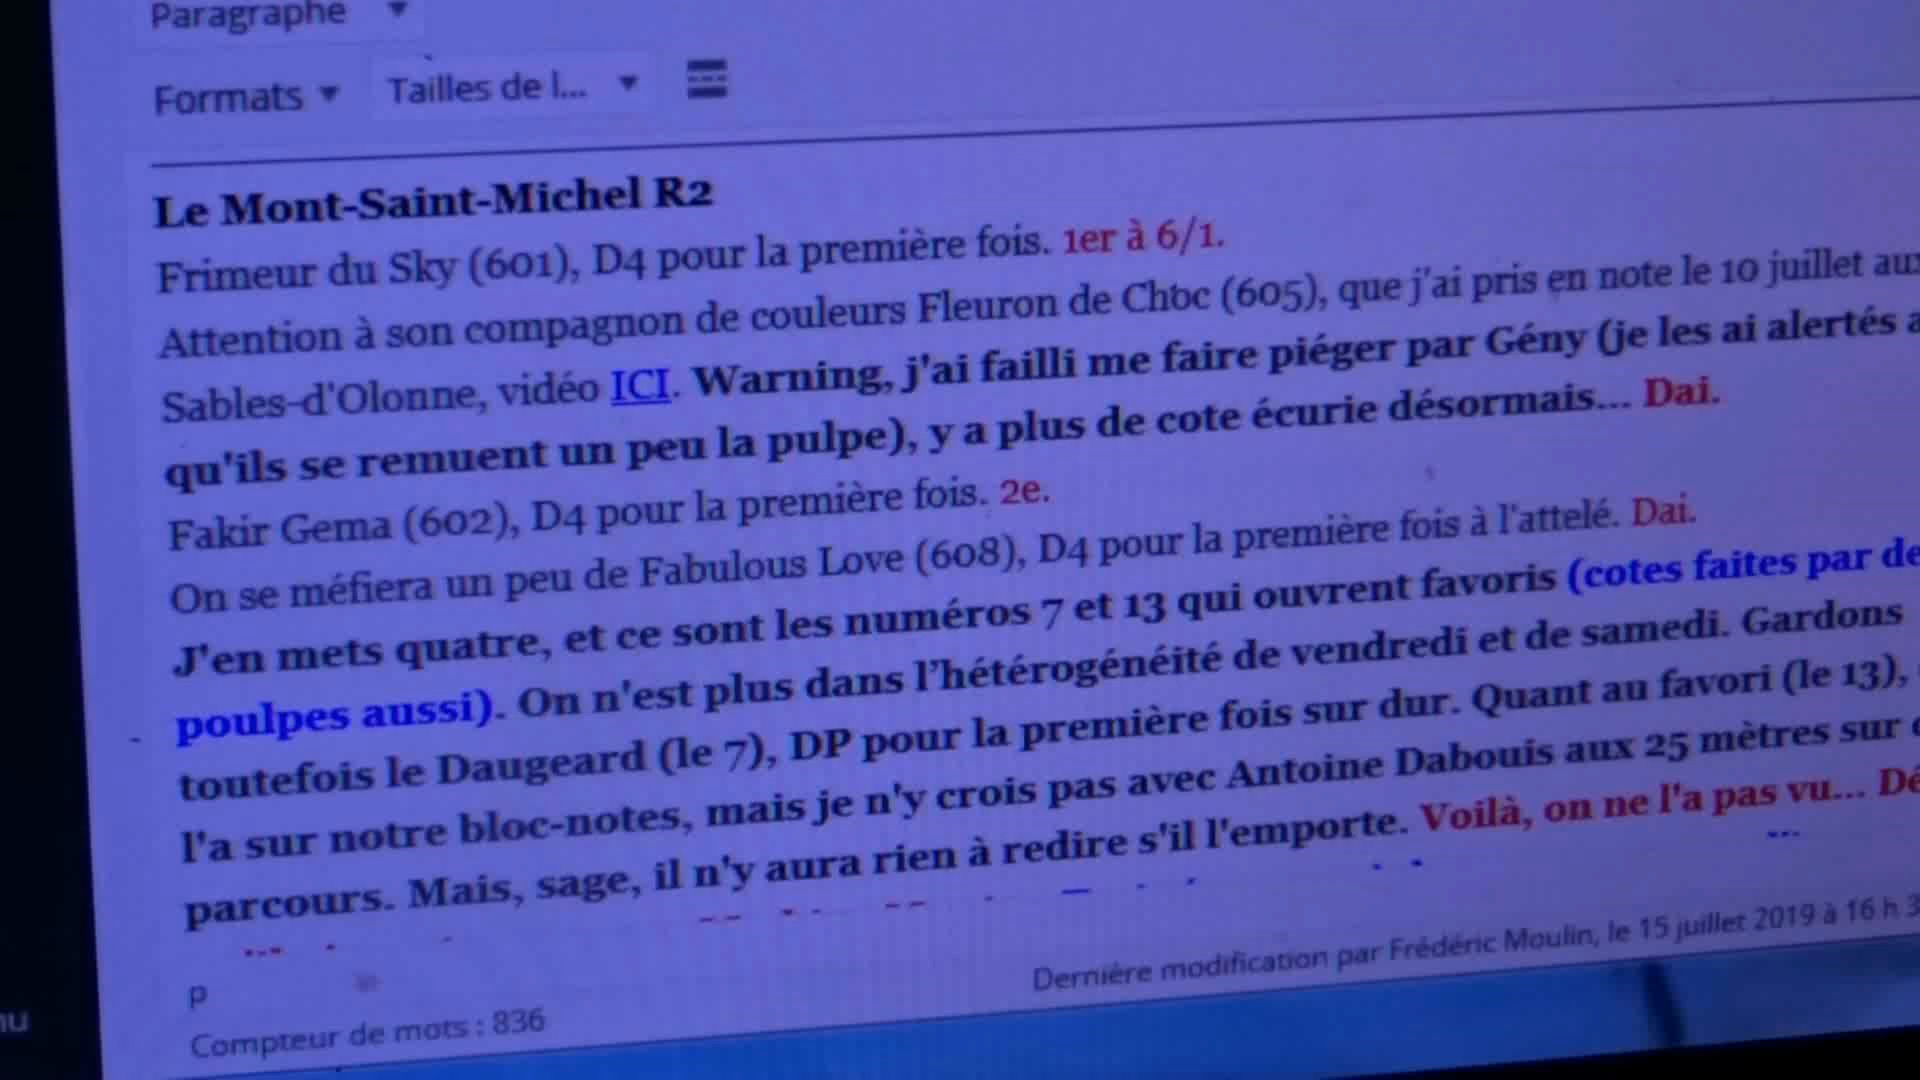 Paragraphe
Formats Tailles de l...
Le Mont-Saint-Michel R2
Frimeur du Sky (601), D4 pour la première fois. 1er à 6/1.
Attention à son compagnon de couleurs Fleuron de Choc (605), que j'ai pris en note le 10 juillet aux
Sables-d'Olonne, vidéo ICI. Warning, j'ai failli me faire piéger par Gény (je les ai alertés a
qu'ils se remuent un peu la pulpe), y a plus de cote écurie désormais... Dai.
Fakir Gema (602), D4 pour la première fois. 2e.
On se méfiera un peu de Fabulous Love (608), D4 pour la première fois à l'attelé. Dai.
J'en mets quatre, et ce sont les numéros 7 et 13 qui ouvrent favoris (cotes faites par de
poulpes aussi). On n'est plus dans l'hétérogénéité de vendredi et de samedi. Gardons
toutefois le Daugeard (le 7), DP pour la première fois sur dur. Quant au favori (le 13),
l'a sur notre bloc-notes, mais je n'y crois pas avec Antoine Dabouis aux 25 mètres sur
parcours. Mais, sage, il n'y aura rien à redire s'il l'emporte. Voilà, on ne l'a pas vu... Dé
p
Compteur de mots : 836
Dernière modification par Frédéric Moulin, le 15 juillet 2019 à 16 h 3
nu